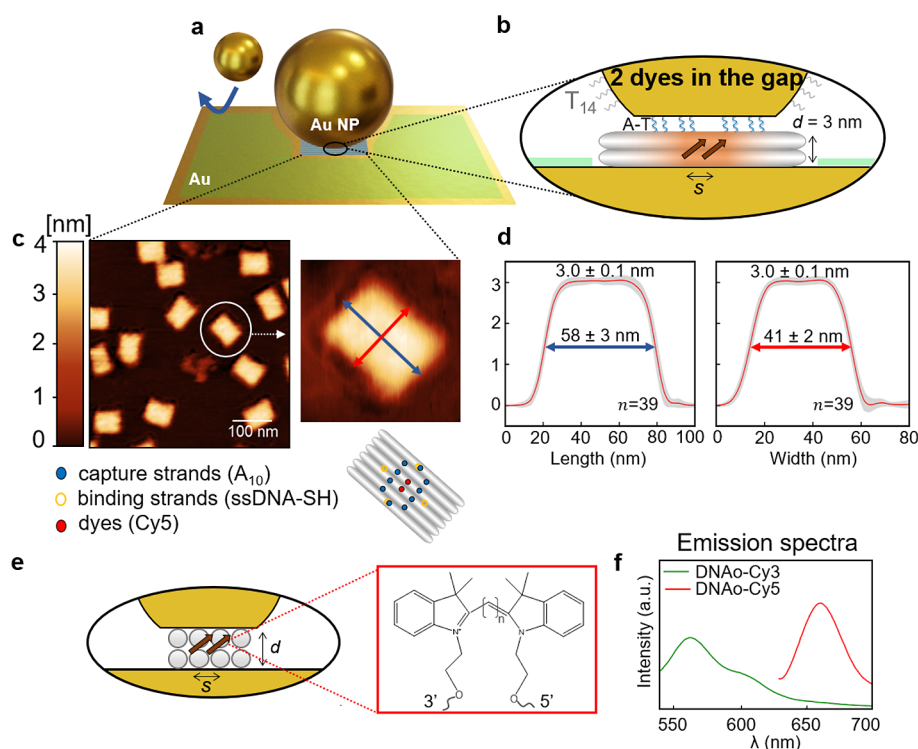 a
Au NP
Au
b
2 dyes in the gap
T14
A-T
d = 3 nm
s
c
[nm]
4
3
2
1
0
100 nm
capture strands (A10)
binding strands (ssDNA-SH)
dyes (Cy5)
d
3.0 ± 0.1 nm
58 ± 3 nm
n=39
3
2
1
0
0 20 40 60 80 100
Length (nm)
3.0 ± 0.1 nm
41 ± 2 nm
n=39
0 20 40 60 80
Width (nm)
e
d
s
N+
n
N
O
O
3' 5'
f
Emission spectra
DNAo-Cy3
DNAo-Cy5
Intensity (a.u.)
550 600 650 700
λ (nm)